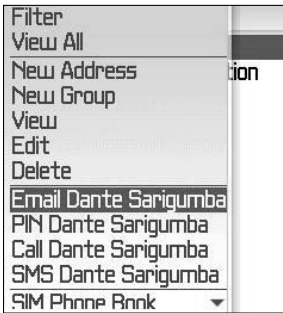 Filter
View All
New Address
tion
New Group
View
Edit
Delete
Email Dante Sarigumba
PIN Dante Sarigumba
Call Dante Sarigumba
SMS Dante Sarigumba
SIM Phone Book